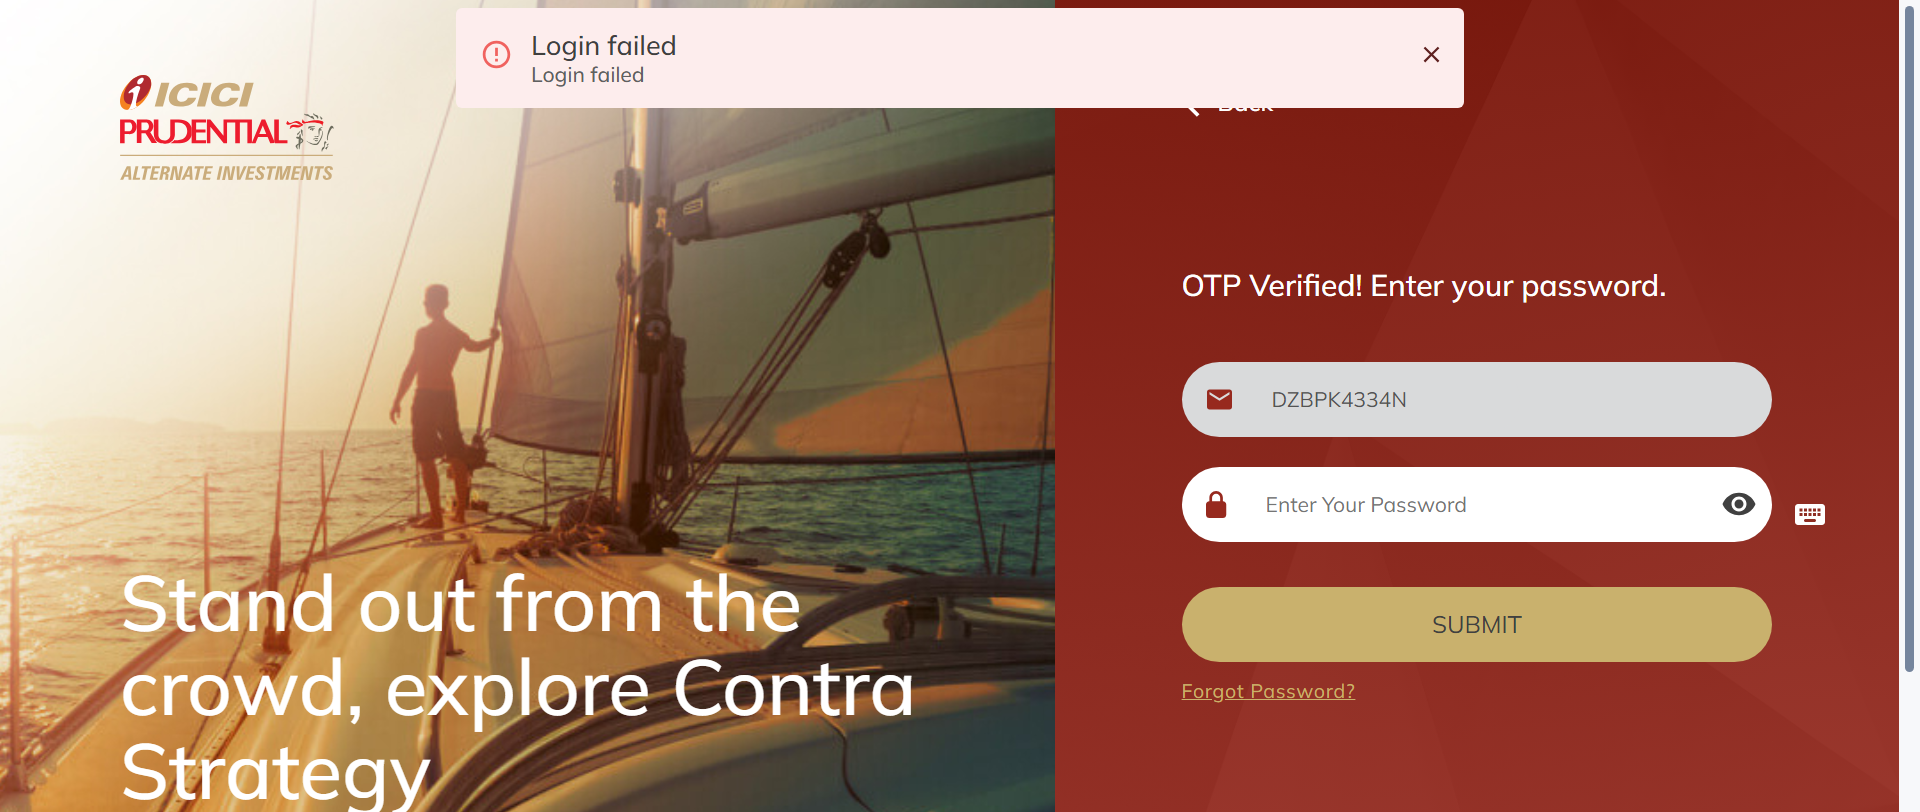 Login failed
Login failed
ICICI
PRUDENTIAL
ALTERNATE INVESTMENTS
Back
OTP Verified! Enter your password.
DZBPK4334N
Enter Your Password
SUBMIT
Forgot Password?
Stand out from the
crowd, explore Contra
Strategy